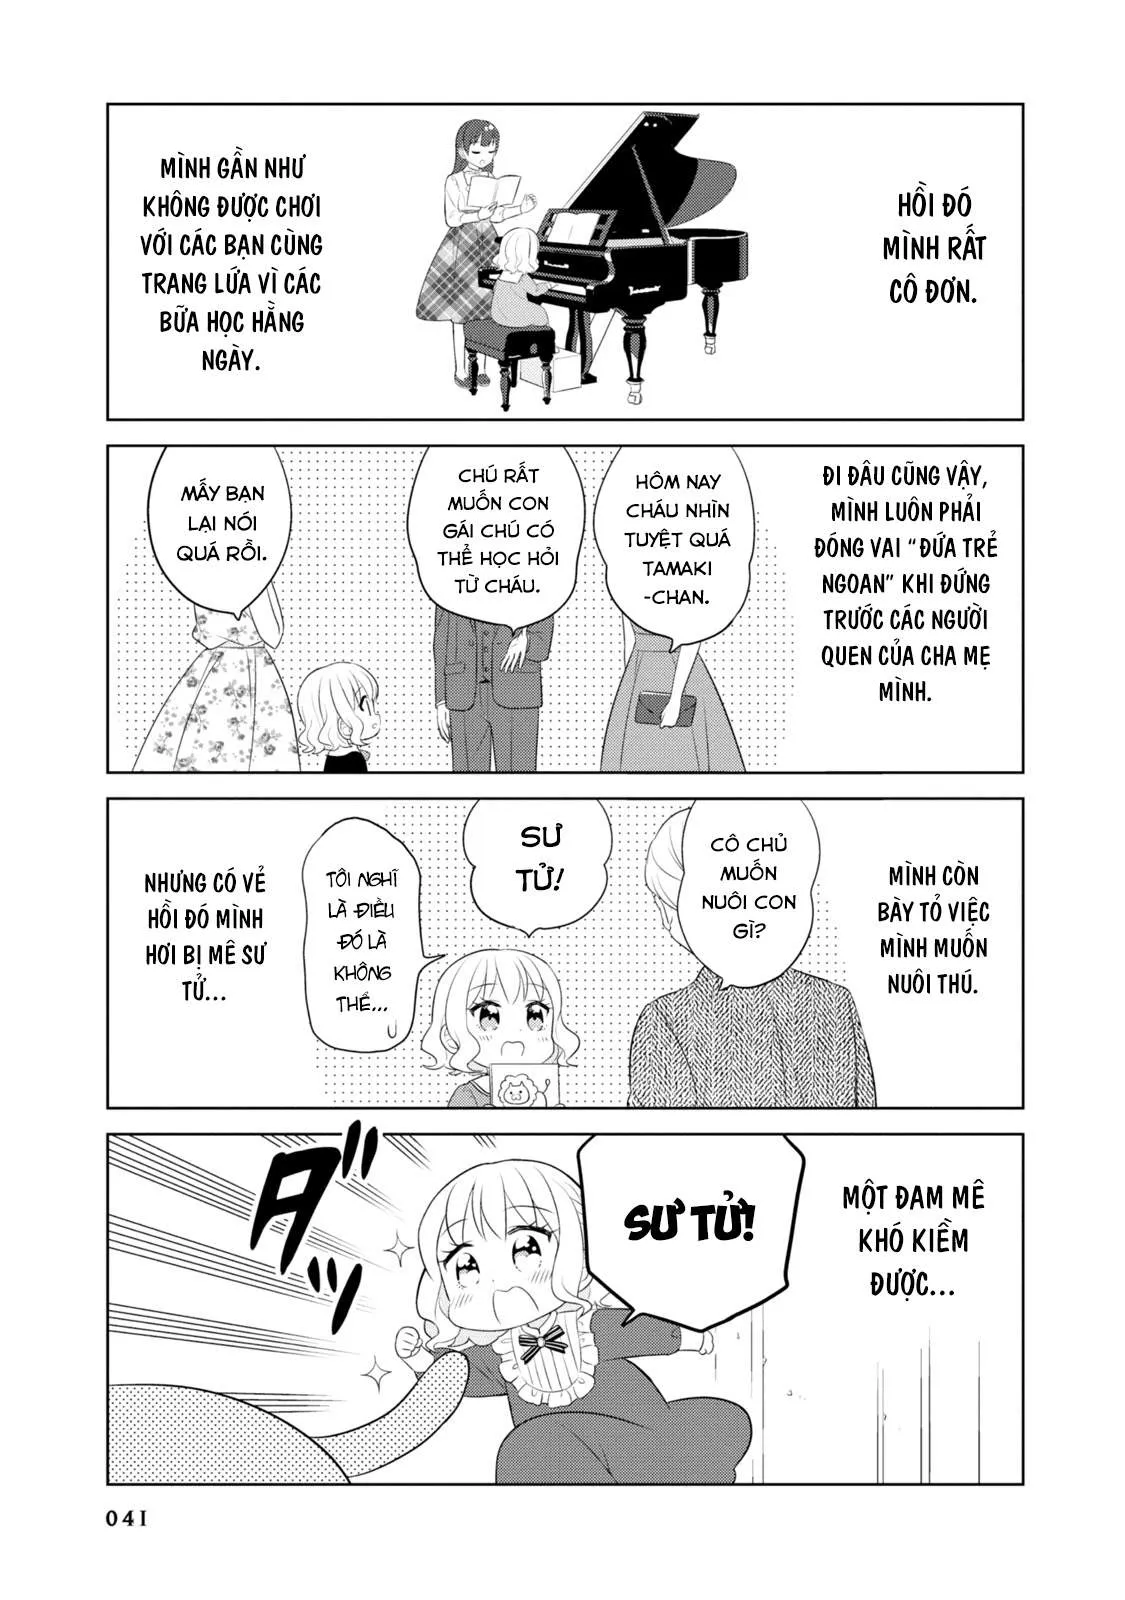 HỒI ĐÓ
MÌNH RẤT
CÔ ĐƠN.
MÌNH GẦN NHƯ
KHÔNG ĐƯỢC CHƠI
VỚI CÁC BẠN CÙNG
TRANG LỨA VÌ CÁC
BỮA HỌC HẰNG
NGÀY.
ĐI ĐÂU CŨNG VẬY,
MÌNH LUÔN PHẢI
ĐÓNG VAI “ĐỨA TRẺ
NGOAN” KHI ĐỨNG
TRƯỚC CÁC NGƯỜI
QUEN CỦA CHA MẸ
MÌNH.
HÔM NAY
CHÁU NHÌN
TUYỆT QUÁ
TAMAKI
-CHAN.
CHÚ RẤT
MUỐN CON
GÁI CHÚ CÓ
THỂ HỌC HỎI
TỪ CHÁU.
MẤY BẠN
LẠI NÓI
QUÁ RỒI.
MÌNH CÒN
BÀY TỎ VIỆC
MÌNH MUỐN
NUÔI THÚ.
CÔ CHỦ
MUỐN
NUÔI CON
GÌ?
SƯ
TỬ!
TÔI NGHĨ
LÀ ĐIỀU
ĐÓ LÀ
KHÔNG
THỂ...
NHƯNG CÓ VẺ
HỒI ĐÓ MÌNH
HƠI BỊ MÊ SƯ
TỬ...
MỘT ĐAM MÊ
KHÓ KIỀM
ĐƯỢC...
SƯ TỬ!
ダッ!!
041